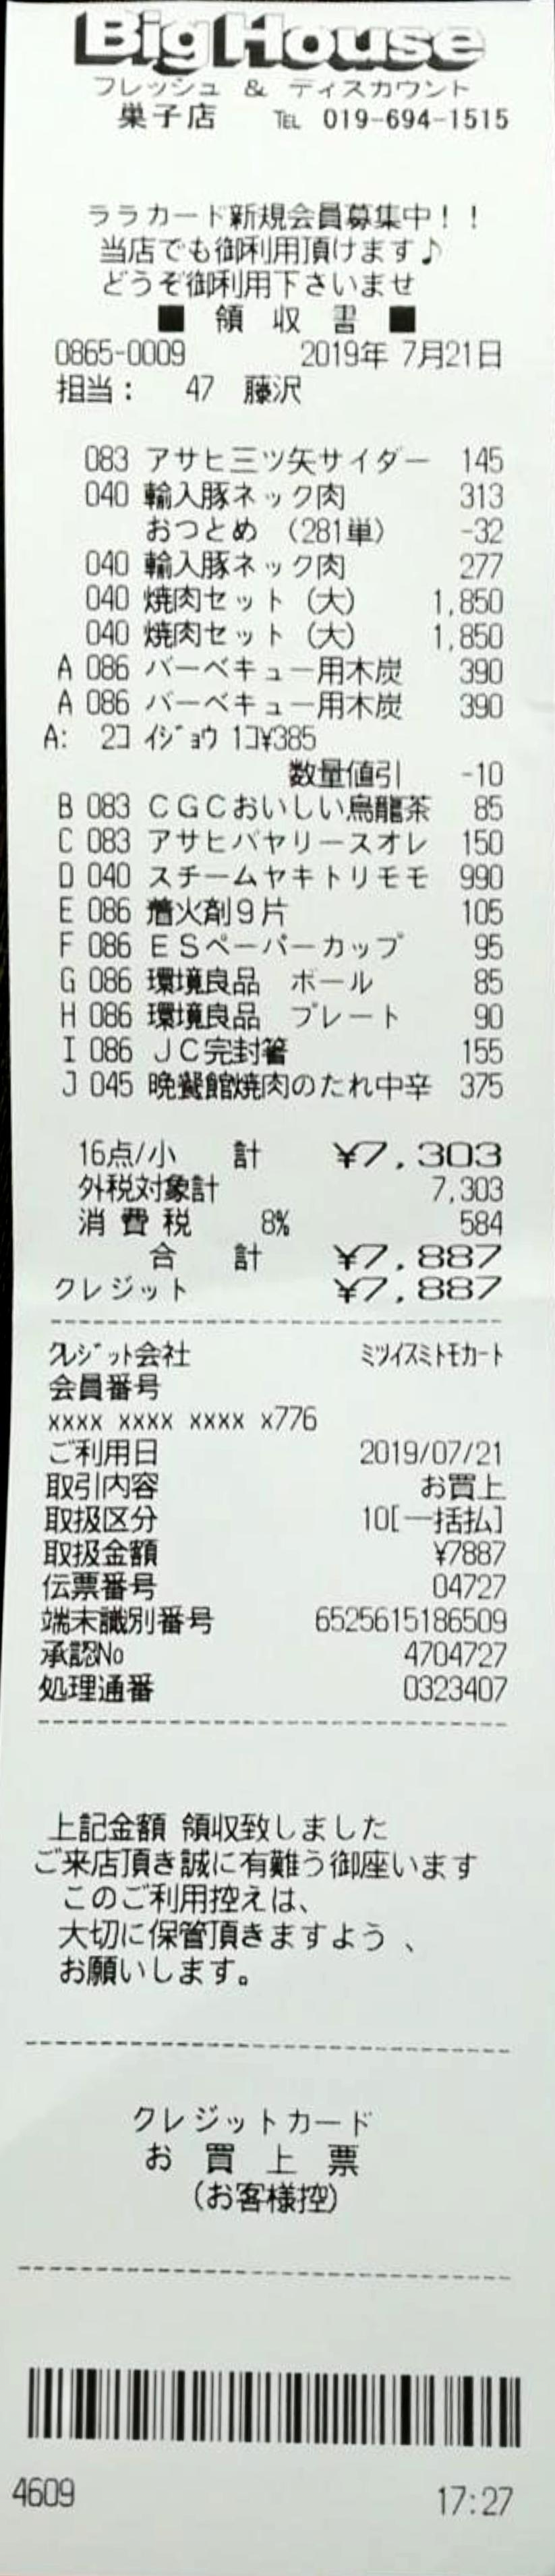 Big House
フレッシュ & ディスカウント
巣子店 TEL 019-694-1515
ララカード新規会員募集中！！
当店でも御利用頂けます♪
どうぞ御利用下さいませ
■ 領 収 書 ■
0865-0009 2019年 7月21日
担当： 47 藤沢
083 アサヒ三ツ矢サイダー 145
040 輸入豚ネック肉 313
おつとめ （281単） -32
040 輸入豚ネック肉 277
040 焼肉セット（大） 1,850
040 焼肉セット（大） 1,850
A 086 バーベキュー用木炭 390
A 086 バーベキュー用木炭 390
A: 2コ イジョウ 1コ¥385
数量値引 -10
B 083 ＣＧＣおいしい烏龍茶 85
C 083 アサヒバヤリースオレ 150
D 040 スチームヤキトリモモ 990
E 086 着火剤９片 105
F 086 ＥＳペーパーカップ 95
G 086 環境良品 ボール 85
H 086 環境良品 プレート 90
I 086 ＪＣ完封箸 155
J 045 晩餐館焼肉のたれ中辛 375
16点/小 計 ¥7,303
外税対象計 7,303
消 費 税 8% 584
合 計 ¥7,887
クレジット ¥7,887
クレジット会社 ミツイスミトモカート
会員番号
xxxx xxxx xxxx x776
ご利用日 2019/07/21
取引内容 お買上
取扱区分 10[一括払]
取扱金額 ¥7887
伝票番号 04727
端末識別番号 6525615186509
承認No 4704727
処理通番 0323407
上記金額 領収致しました
ご来店頂き誠に有難う御座います
このご利用控えは、
大切に保管頂きますよう 、
お願いします。
クレジットカード
お 買 上 票
(お客様控)
4609 17:27